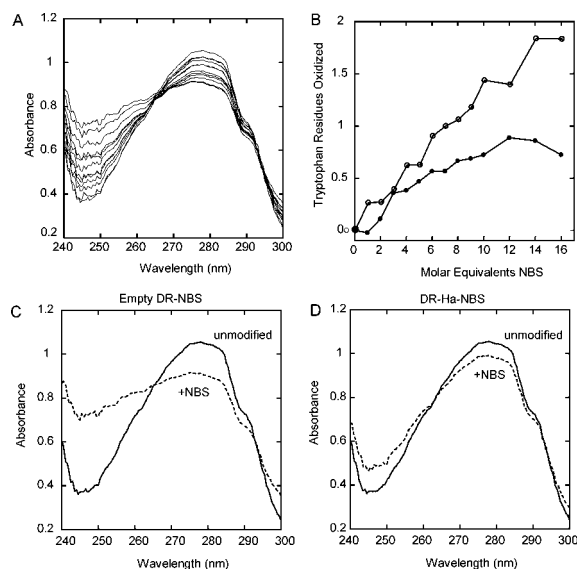 A
1.2
1
0.8
0.6
0.4
0.2
Absorbance
240 250 260 270 280 290 300
Wavelength (nm)
B
2
1.5
1
0.5
0
Tryptophan Residues Oxidized
0 2 4 6 8 10 12 14 16
Molar Equivalents NBS
C
Empty DR-NBS
1.2
1
0.8
0.6
0.4
0.2
Absorbance
unmodified
+NBS
240 250 260 270 280 290 300
Wavelength (nm)
D
DR-Ha-NBS
1.2
1
0.8
0.6
0.4
0.2
Absorbance
unmodified
+NBS
240 250 260 270 280 290 300
Wavelength (nm)